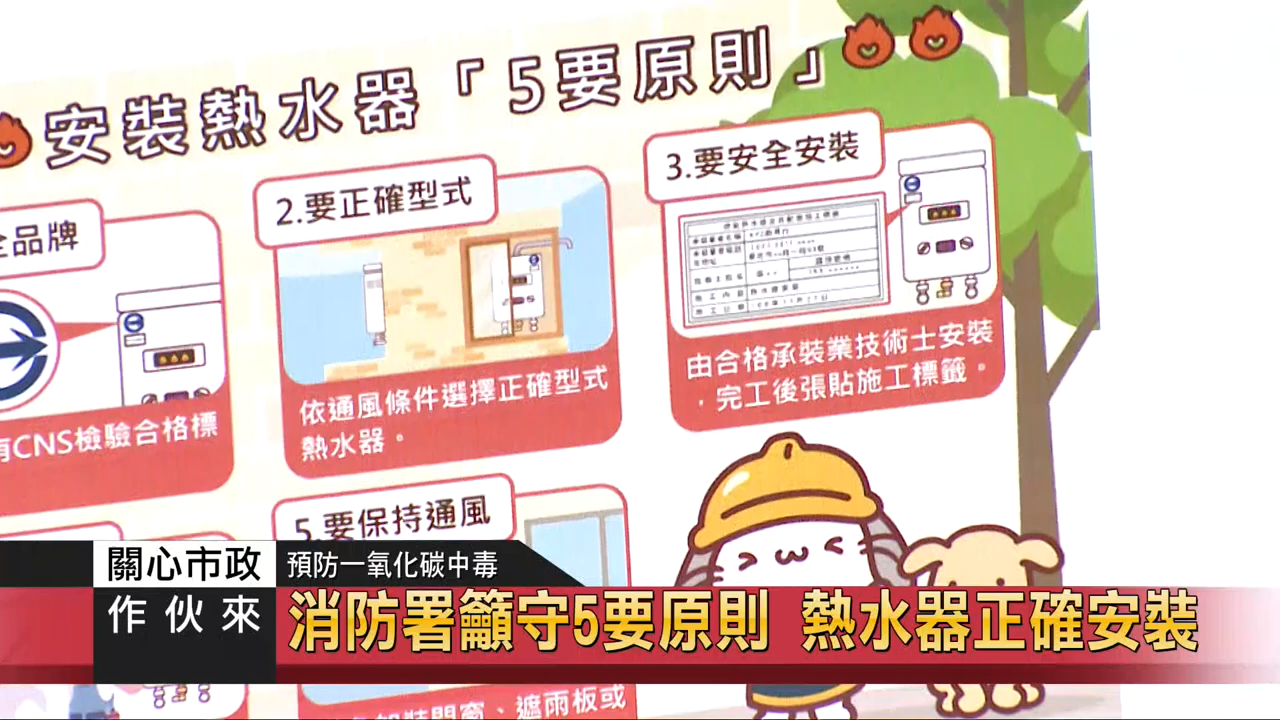 安裝熱水器「5要原則」
全品牌
有CNS檢驗合格標
2.要正確型式
依通風條件選擇正確型式
熱水器。
3.要安全安裝
由合格承裝業技術士安裝
，完工後張貼施工標籤。
5.要保持通風
關心市政
作伙來
預防一氧化碳中毒
消防署籲守5要原則 熱水器正確安裝
加裝門窗、遮雨板或